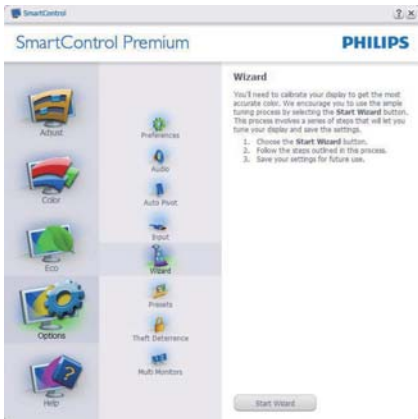 SmartControl
SmartControl Premium
PHILIPS
Adjust
Color
Eco
Options
Help
Preferences
Audio
Auto Pivot
Input
Wizard
Presets
Theft Deterrence
Multi Monitors
Wizard
You'll need to calibrate your display to get the most
accurate color. We encourage you to use the simple
tuning process by selecting the Start Wizard button.
This process involves a series of steps that will let you
tune your display and save the settings.
1. Choose the Start Wizard button.
2. Follow the steps outlined in this process.
3. Save your settings for future use.
Start Wizard